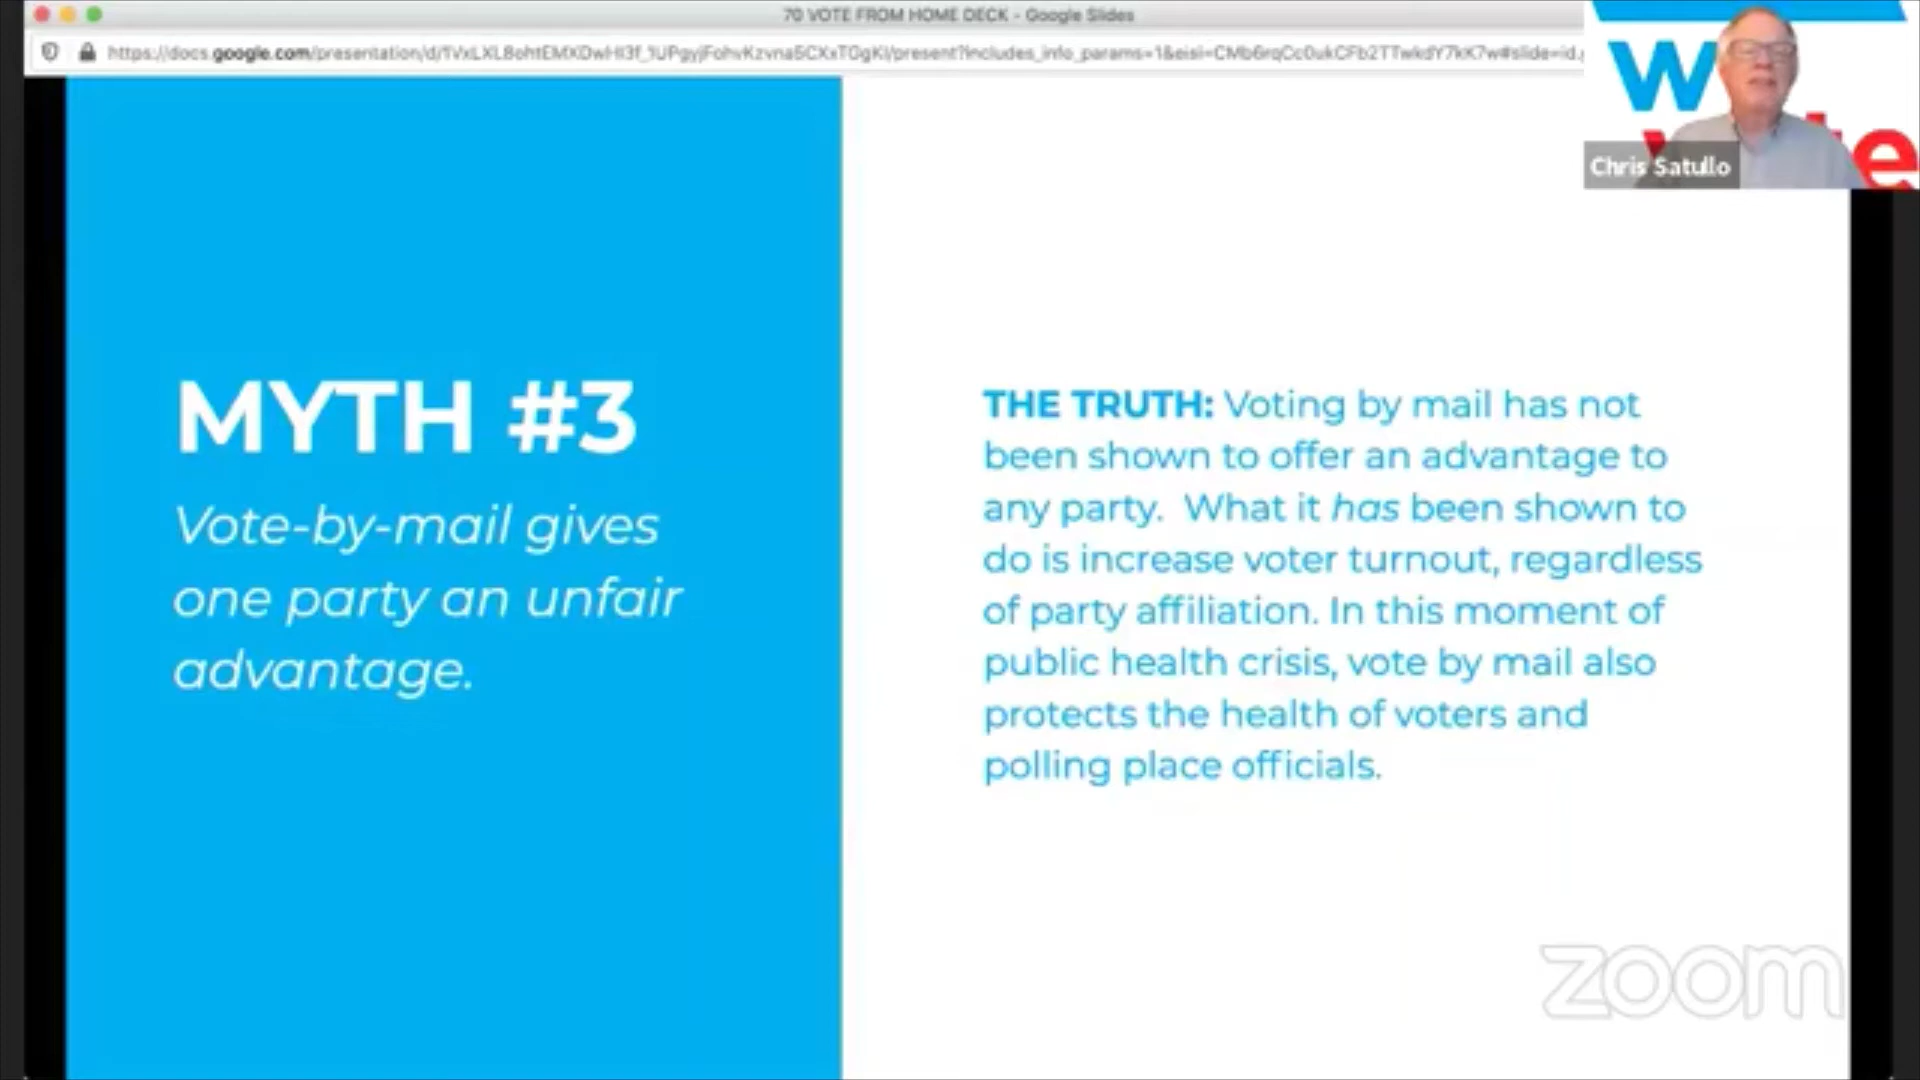 70 VOTE FROM HOME DECK - Google Slides
Chris Satullo
MYTH #3
Vote-by-mail gives
one party an unfair
advantage.
THE TRUTH: Voting by mail has not
been shown to offer an advantage to
any party. What it has been shown to
do is increase voter turnout, regardless
of party affiliation. In this moment of
public health crisis, vote by mail also
protects the health of voters and
polling place officials.
zoom